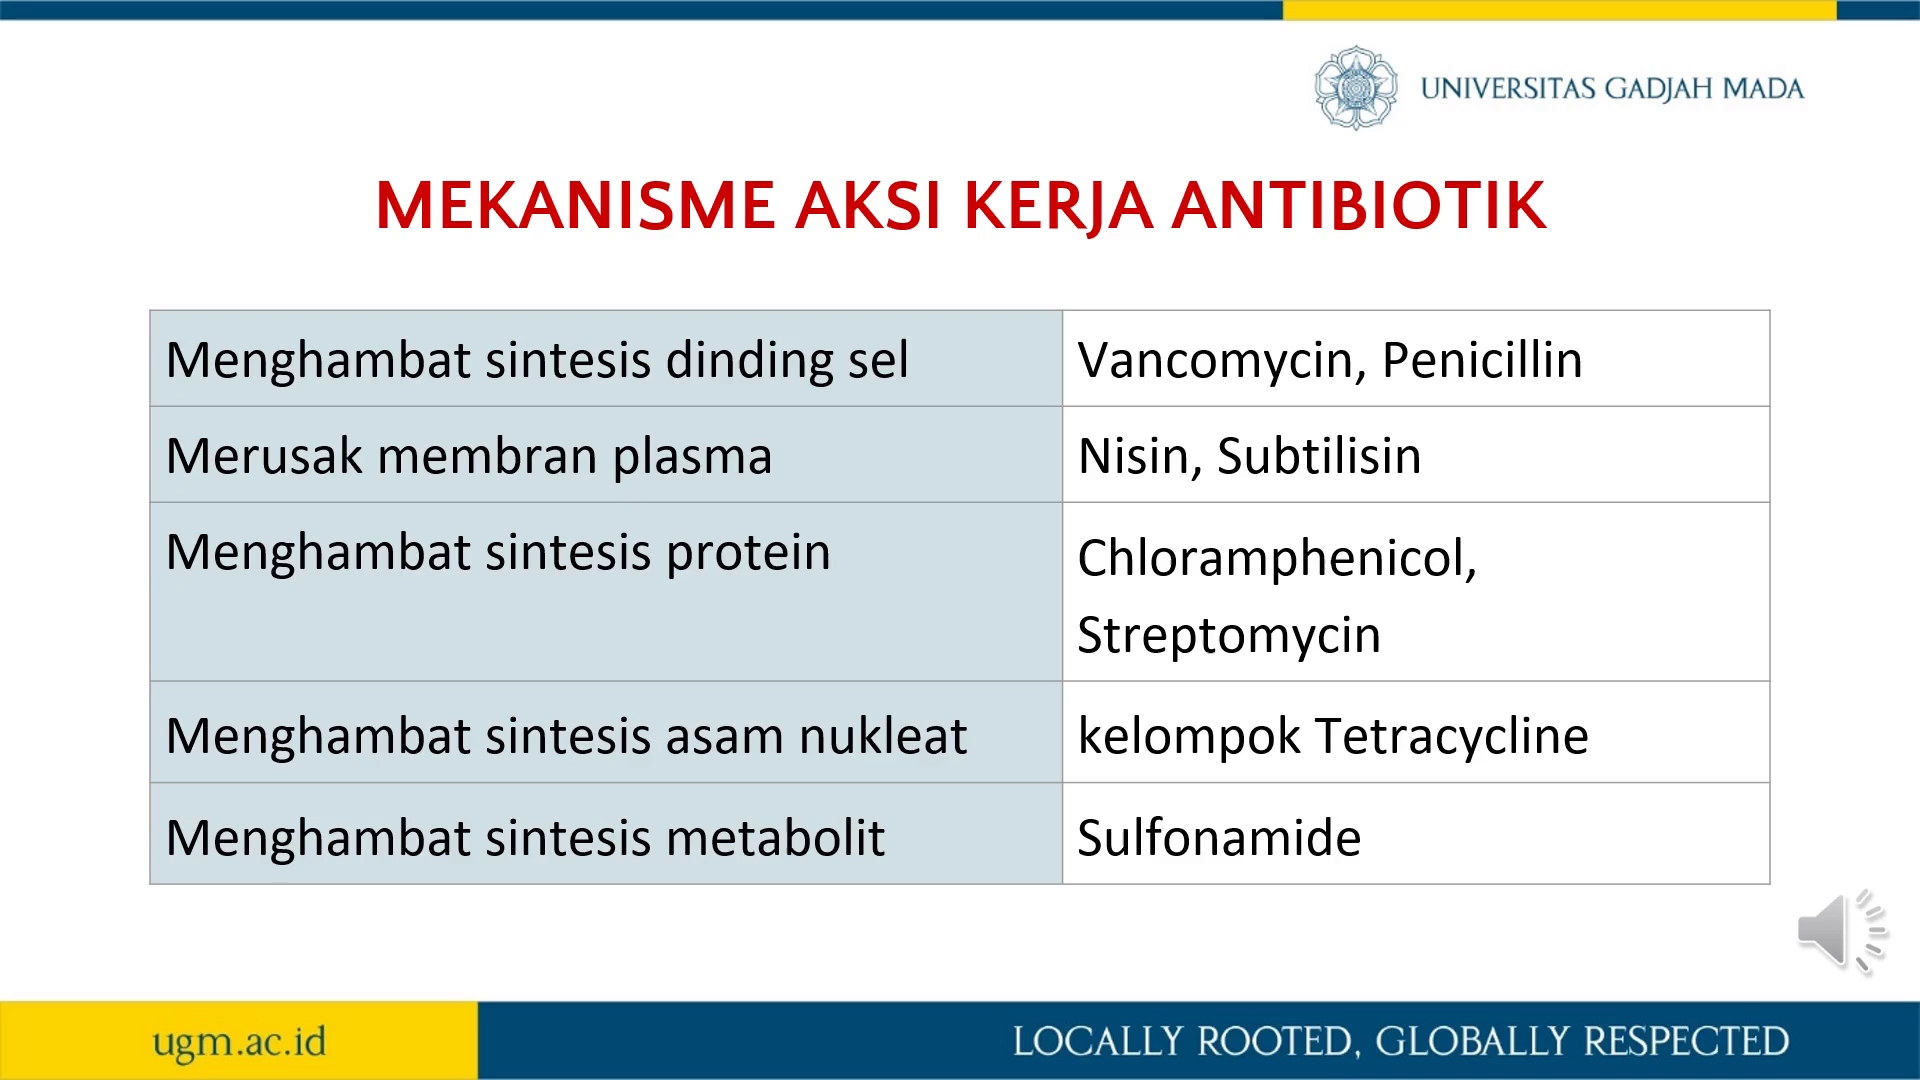 UNIVERSITAS GADJAH MADA
MEKANISME AKSI KERJA ANTIBIOTIK
Menghambat sintesis dinding sel
Vancomycin, Penicillin
Merusak membran plasma
Nisin, Subtilisin
Menghambat sintesis protein
Chloramphenicol,
Streptomycin
Menghambat sintesis asam nukleat
kelompok Tetracycline
Menghambat sintesis metabolit
Sulfonamide
ugm.ac.id
LOCALLY ROOTED, GLOBALLY RESPECTED